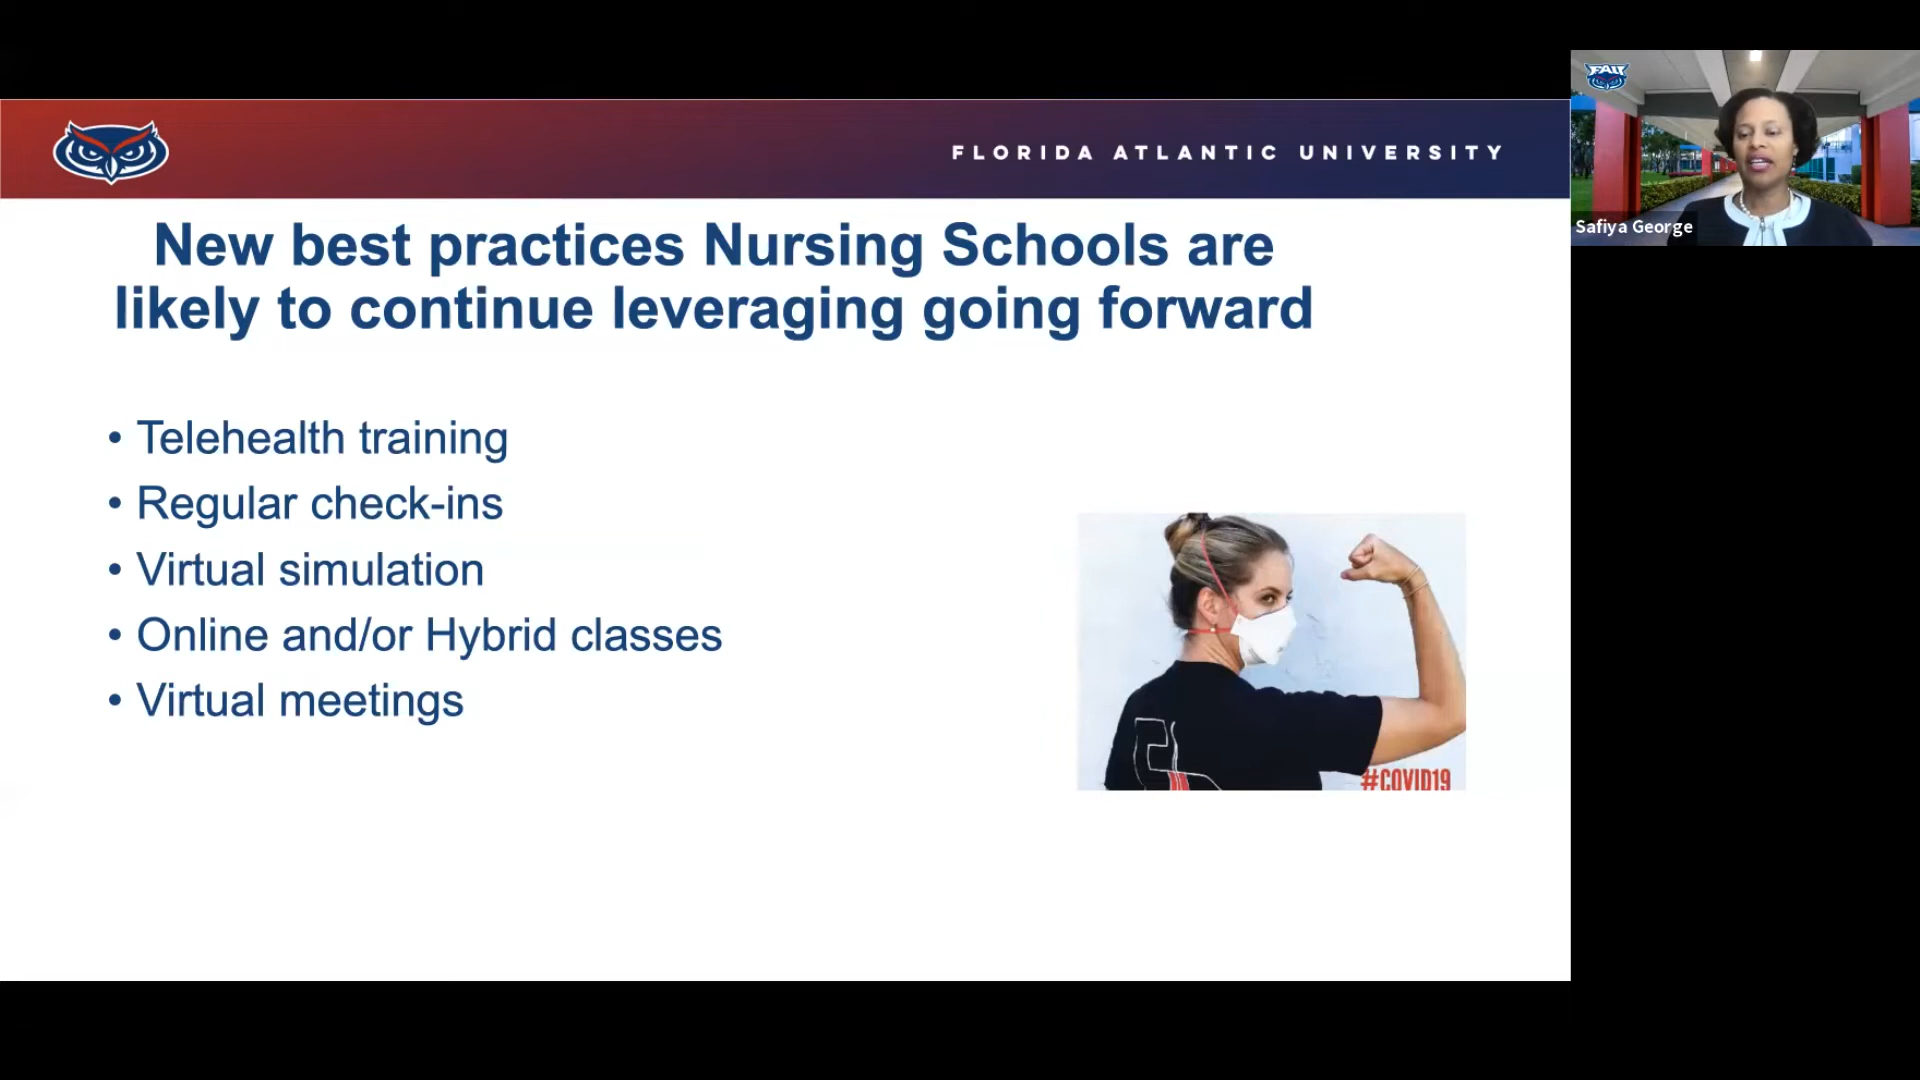 FAU
FLORIDA ATLANTIC UNIVERSITY
Safiya George
New best practices Nursing Schools are
likely to continue leveraging going forward
• Telehealth training
• Regular check-ins
• Virtual simulation
• Online and/or Hybrid classes
• Virtual meetings
#COVID19